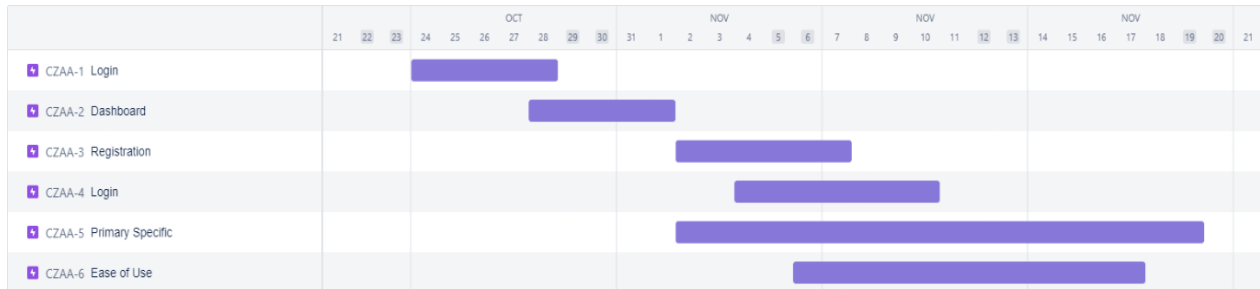 OCT NOV NOV NOV
21 22 23 24 25 26 27 28 29 30 31 1 2 3 4 5 6 7 8 9 10 11 12 13 14 15 16 17 18 19 20 21
CZAA-1 Login
CZAA-2 Dashboard
CZAA-3 Registration
CZAA-4 Login
CZAA-5 Primary Specific
CZAA-6 Ease of Use